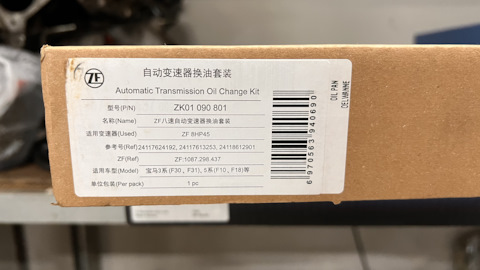 ZF
自动变速器换油套装
Automatic Transmission Oil Change Kit
型号(P/N) ZK01 090 801
名称(Name) ZF八速自动变速器换油套装
适用变速器(Used) ZF 8HP45
参考号(Ref) 24117624192, 24117613253, 24118612901
ZF(Ref) ZF:1087.298.437
适用车型(Model) 宝马3系(F30, F31), 5系(F10, F18)等
单位包装(Per pack) 1 pc
6970563940690
OIL PAN
OELWANNE